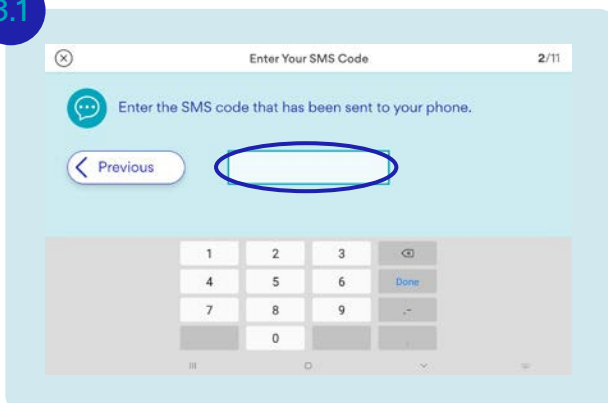 3.1
Enter Your SMS Code 2/11
Enter the SMS code that has been sent to your phone.
Previous
1 2 3
4 5 6 Done
7 8 9 .-
0 .